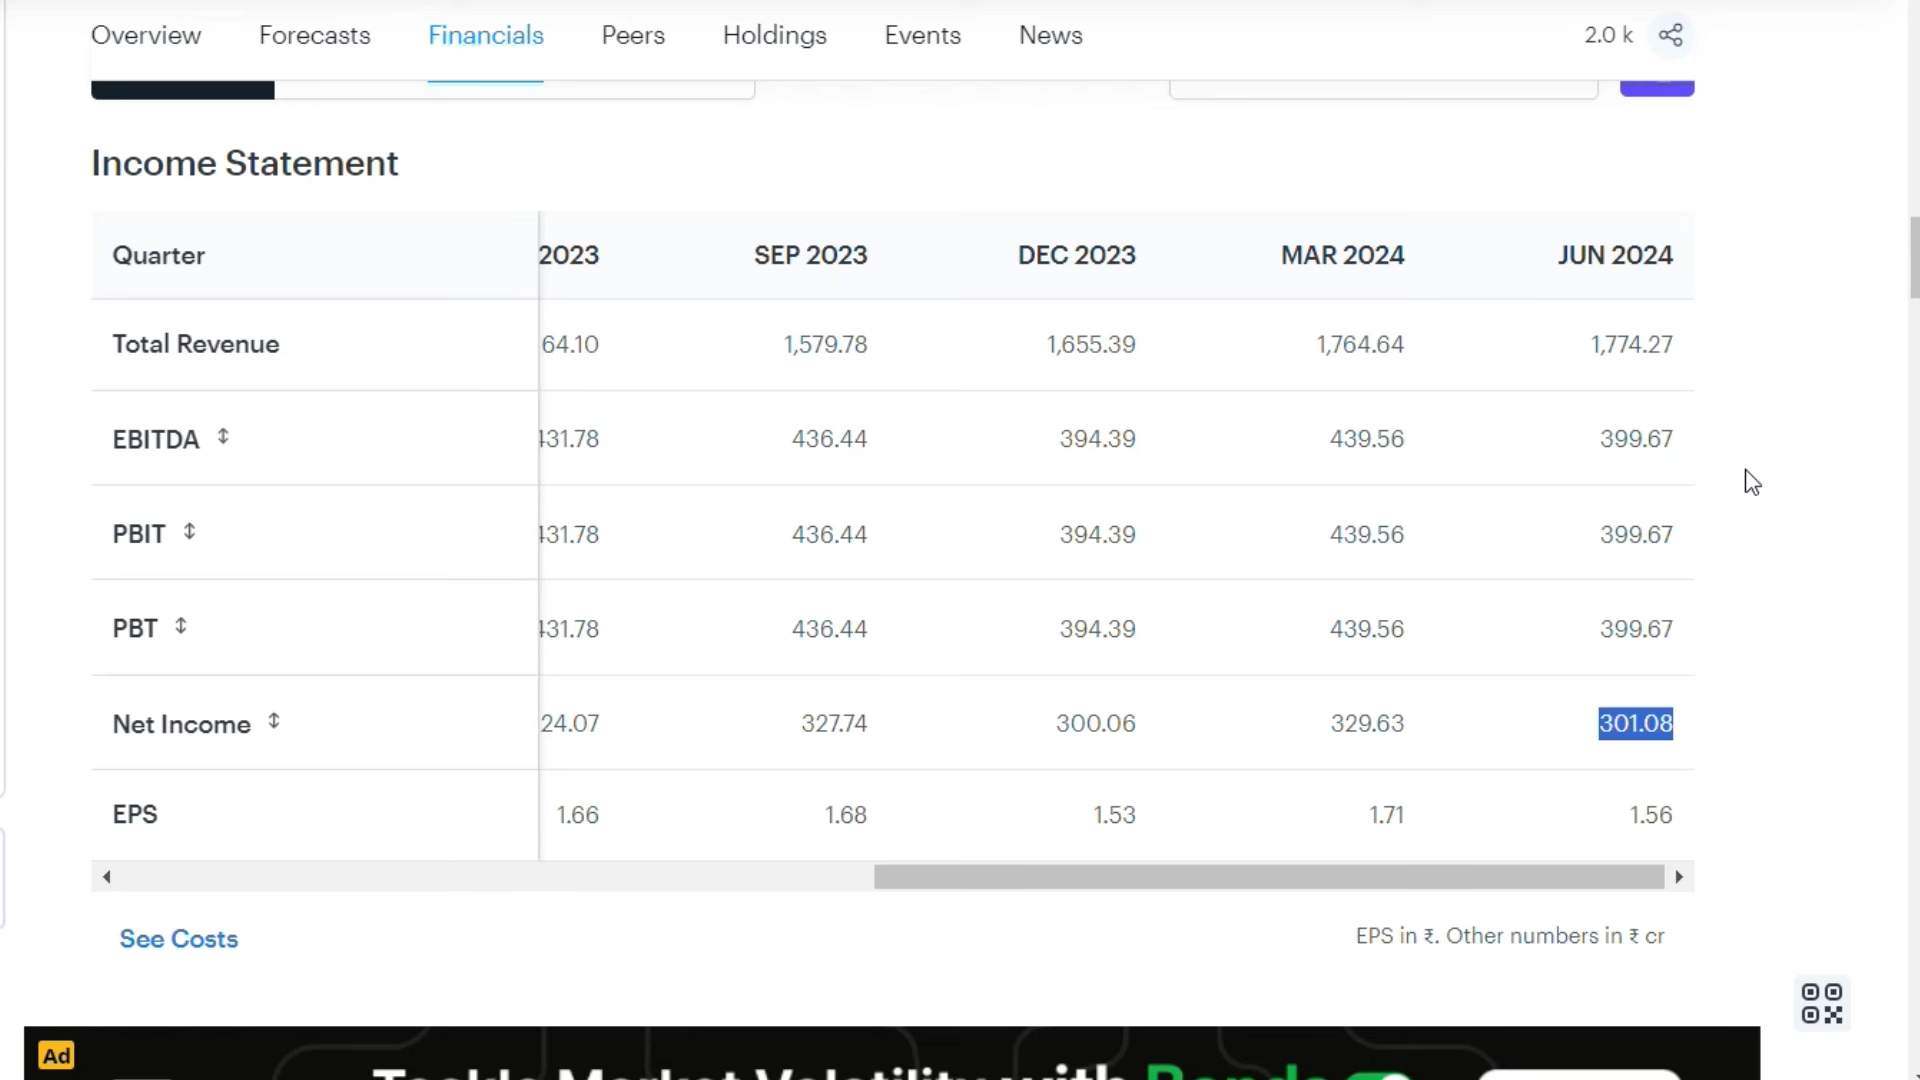 Overview Forecasts Financials Peers Holdings Events News 2.0 k
Income Statement
Quarter 2023 SEP 2023 DEC 2023 MAR 2024 JUN 2024
Total Revenue 64.10 1,579.78 1,655.39 1,764.64 1,774.27
EBITDA 431.78 436.44 394.39 439.56 399.67
PBIT 431.78 436.44 394.39 439.56 399.67
PBT 431.78 436.44 394.39 439.56 399.67
Net Income 24.07 327.74 300.06 329.63 301.08
EPS 1.66 1.68 1.53 1.71 1.56
See Costs EPS in ₹. Other numbers in ₹ cr
Ad
Tackle Market Volatility with Bonds